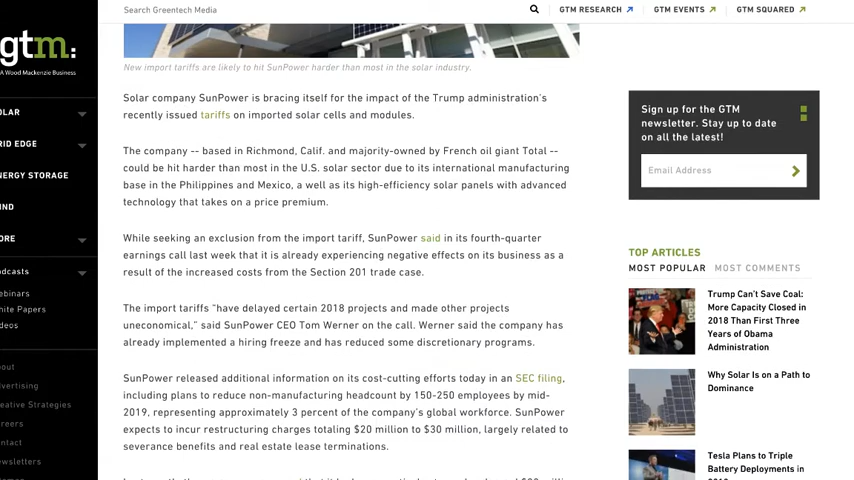 Search Greentech Media
GTM RESEARCH
GTM EVENTS
GTM SQUARED
gtm:
A Wood Mackenzie Business
OLAR
RID EDGE
NERGY STORAGE
IND
ORE
odcasts
ebinars
hite Papers
deos
out
vertising
eative Strategies
reers
ntact
wsletters
New import tariffs are likely to hit SunPower harder than most in the solar industry.
Solar company SunPower is bracing itself for the impact of the Trump administration's
recently issued tariffs on imported solar cells and modules.
The company -- based in Richmond, Calif. and majority-owned by French oil giant Total --
could be hit harder than most in the U.S. solar sector due to its international manufacturing
base in the Philippines and Mexico, a well as its high-efficiency solar panels with advanced
technology that takes on a price premium.
While seeking an exclusion from the import tariff, SunPower said in its fourth-quarter
earnings call last week that it is already experiencing negative effects on its business as a
result of the increased costs from the Section 201 trade case.
The import tariffs "have delayed certain 2018 projects and made other projects
uneconomical," said SunPower CEO Tom Werner on the call. Werner said the company has
already implemented a hiring freeze and has reduced some discretionary programs.
SunPower released additional information on its cost-cutting efforts today in an SEC filing,
including plans to reduce non-manufacturing headcount by 150-250 employees by mid-
2019, representing approximately 3 percent of the company's global workforce. SunPower
expects to incur restructuring charges totaling $20 million to $30 million, largely related to
severance benefits and real estate lease terminations.
Sign up for the GTM
newsletter. Stay up to date
on all the latest!
Email Address
TOP ARTICLES
MOST POPULAR
MOST COMMENTS
Trump Can't Save Coal:
More Capacity Closed in
2018 Than First Three
Years of Obama
Administration
Why Solar Is on a Path to
Dominance
Tesla Plans to Triple
Battery Deployments in